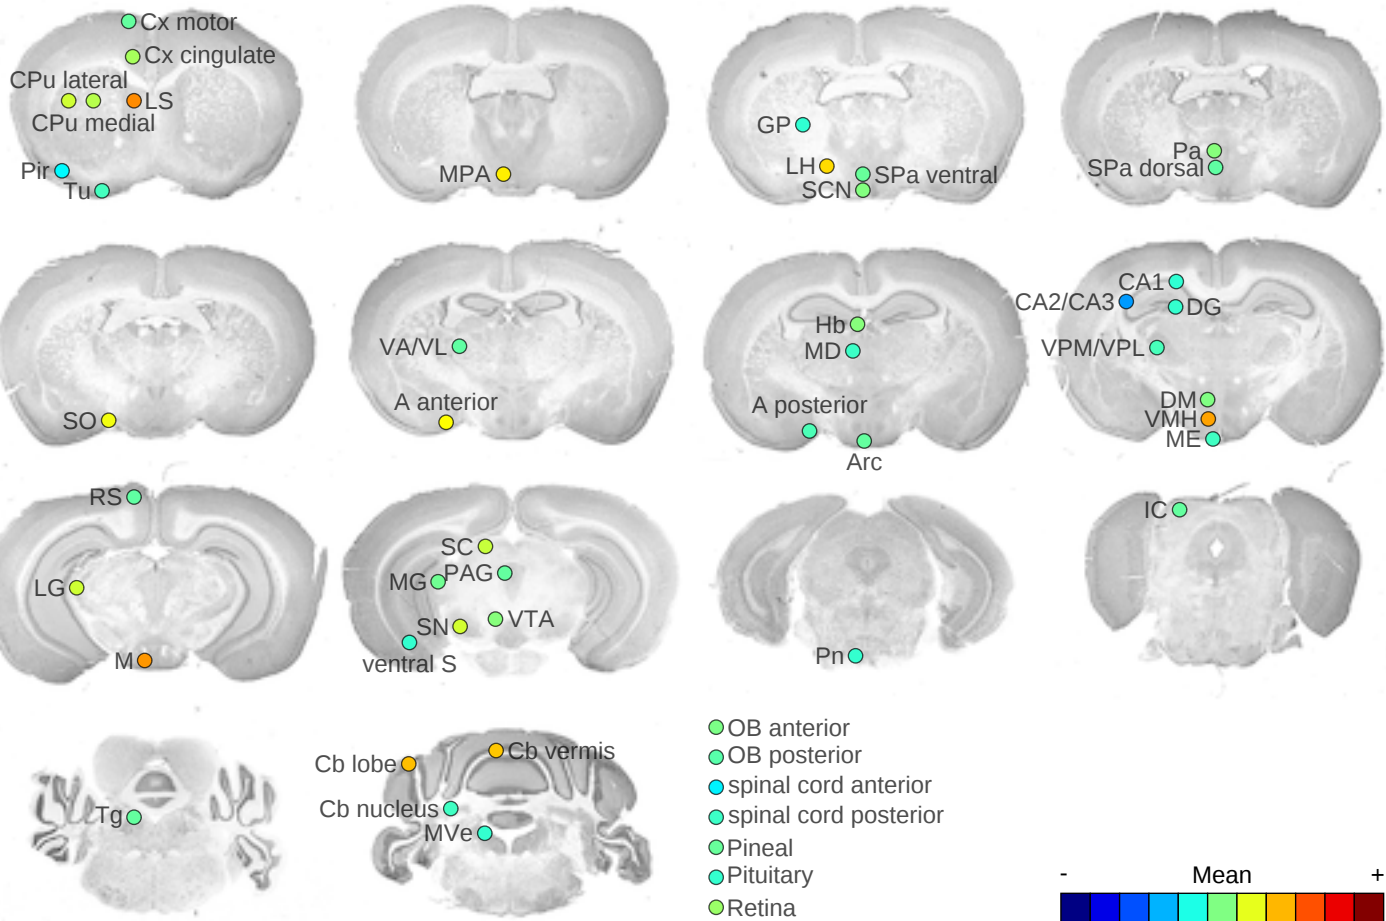 Cx motor
Cx cingulate
CPu lateral
LS
CPu medial
Pir
Tu
MPA
GP
LH
SPa ventral
SCN
Pa
SPa dorsal
SO
VA/VL
A anterior
Hb
MD
A posterior
Arc
CA1
CA2/CA3
DG
VPM/VPL
DM
VMH
ME
RS
LG
M
SC
MG
PAG
SN
VTA
ventral S
Pn
IC
Tg
Cb lobe
Cb vermis
Cb nucleus
MVe
OB anterior
OB posterior
spinal cord anterior
spinal cord posterior
Pineal
Pituitary
Retina
- Mean +